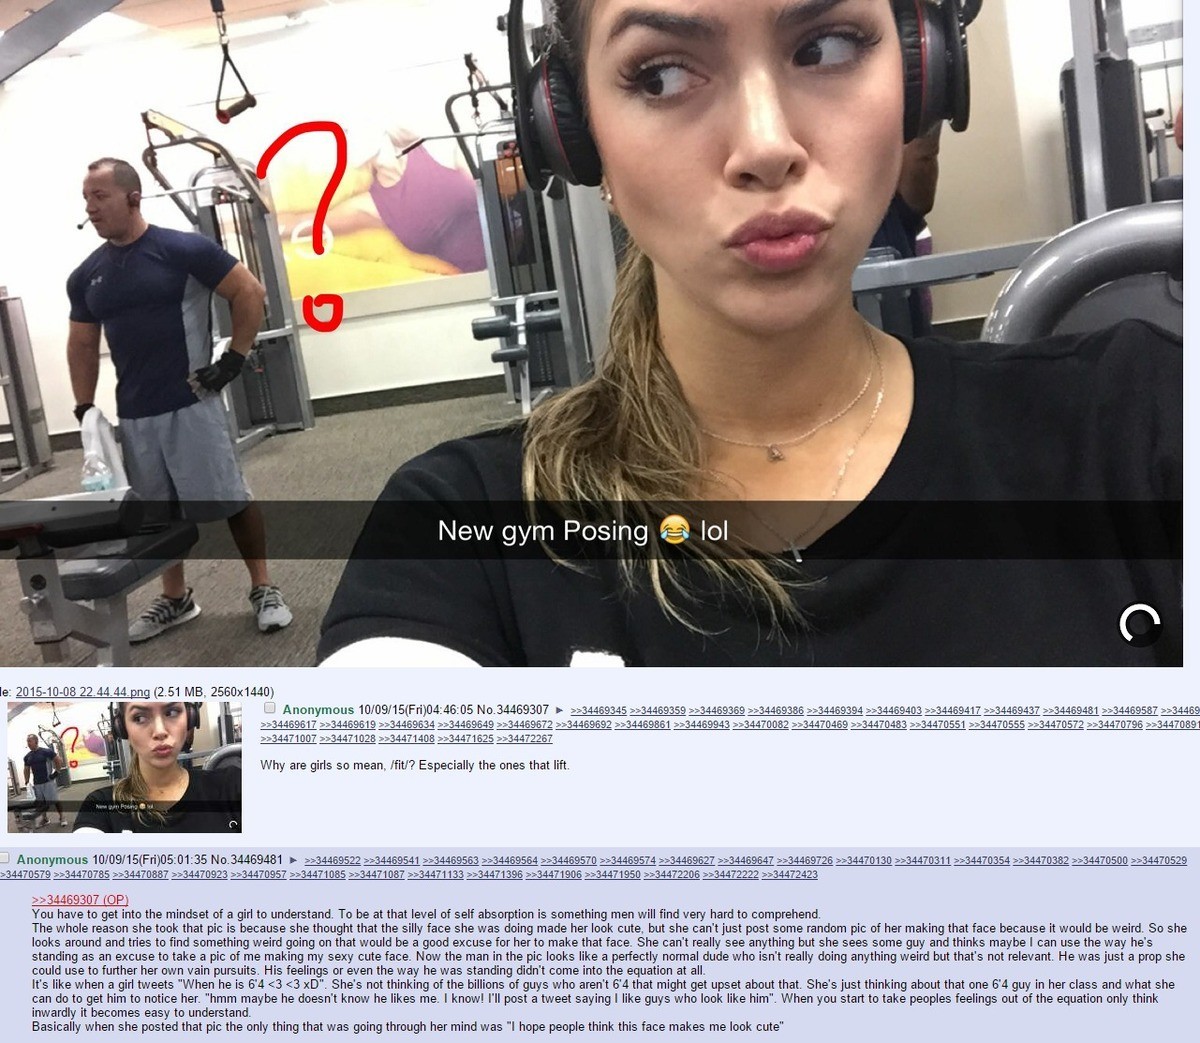 ?
New gym Posing 😂 lol
le: 2015-10-08 22.44.44.png (2.51 MB, 2560x1440)
Anonymous 10/09/15(Fri)04:46:05 No.34469307 ► >>34469345 >>34469359 >>34469369 >>34469386 >>34469394 >>34469403 >>34469417 >>34469437 >>34469481 >>34469587 >>34469
>>34469617 >>34469619 >>34469634 >>34469649 >>34469672 >>34469692 >>34469861 >>34469943 >>34470082 >>34470469 >>34470483 >>34470551 >>34470555 >>34470572 >>34470796 >>3447089
>>34471007 >>34471028 >>34471408 >>34471625 >>34472267
Why are girls so mean, /fit/? Especially the ones that lift.
Anonymous 10/09/15(Fri)05:01:35 No.34469481 ► >>34469522 >>34469541 >>34469563 >>34469564 >>34469570 >>34469574 >>34469627 >>34469647 >>34469726 >>34470130 >>34470311 >>34470354 >>34470382 >>34470500 >>34470529
>34470579 >>34470785 >>34470887 >>34470923 >>34470957 >>34471085 >>34471087 >>34471133 >>34471396 >>34471906 >>34471950 >>34472206 >>34472222 >>34472423
>>34469307 (OP)
You have to get into the mindset of a girl to understand. To be at that level of self absorption is something men will find very hard to comprehend.
The whole reason she took that pic is because she thought that the silly face she was doing made her look cute, but she can't just post some random pic of her making that face because it would be weird. So she
looks around and tries to find something weird going on that would be a good excuse for her to make that face. She can't really see anything but she sees some guy and thinks maybe I can use the way he's
standing as an excuse to take a pic of me making my sexy cute face. Now the man in the pic looks like a perfectly normal dude who isn't really doing anything weird but that's not relevant. He was just a prop she
could use to further her own vain pursuits. His feelings or even the way he was standing didn't come into the equation at all.
It's like when a girl tweets "When he is 6'4 <3 <3 xD". She's not thinking of the billions of guys who aren't 6'4 that might get upset about that. She's just thinking about that one 6'4 guy in her class and what she
can do to get him to notice her. "hmm maybe he doesn't know he likes me. I know! I'll post a tweet saying I like guys who look like him". When you start to take peoples feelings out of the equation only think
inwardly it becomes easy to understand.
Basically when she posted that pic the only thing that was going through her mind was "I hope people think this face makes me look cute"